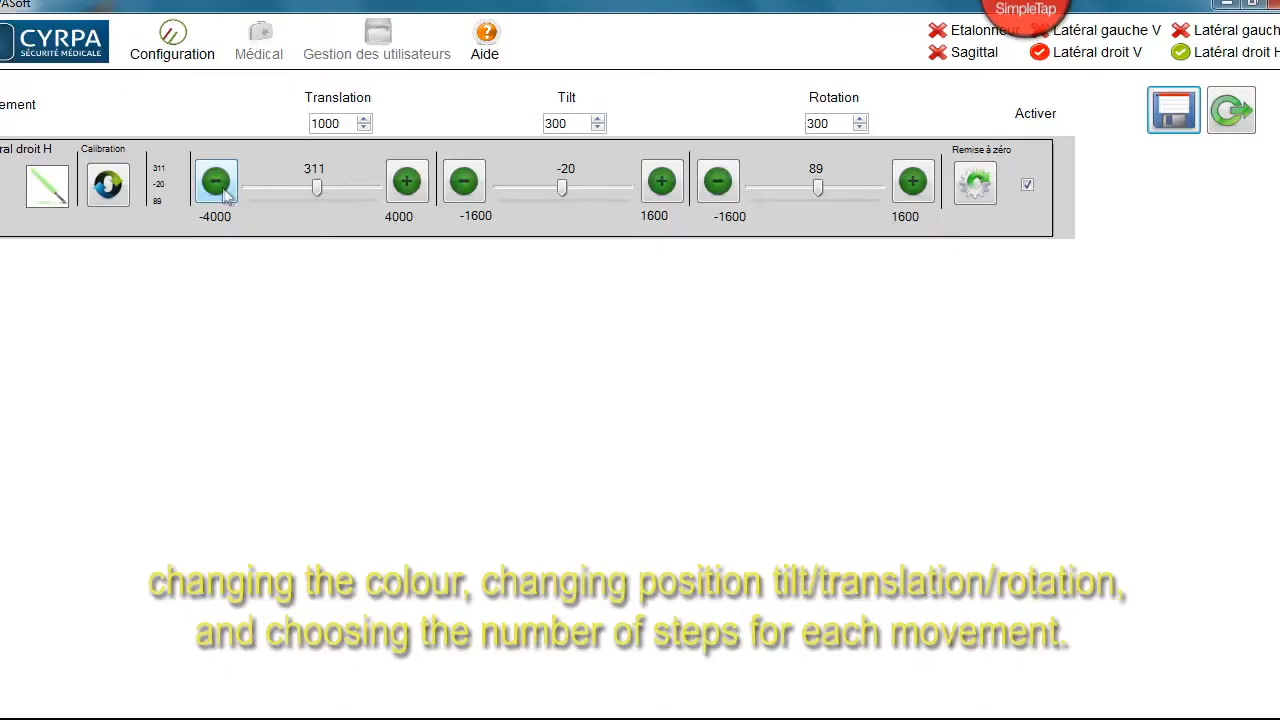 ASoft
SimpleTap
CYRPA
SÉCURITÉ MÉDICALE
Configuration
Médical
Gestion des utilisateurs
Aide
Etalonneur
Latéral gauche V
Latéral gauch
Sagittal
Latéral droit V
Latéral droit H
ement
Translation
Tilt
Rotation
Activer
1000
300
300
ral droit H
Calibration
311
-20
89
311
-20
89
Remise à zéro
-4000
4000
-1600
1600
-1600
1600
changing the colour, changing position tilt/translation/rotation,
and choosing the number of steps for each movement.